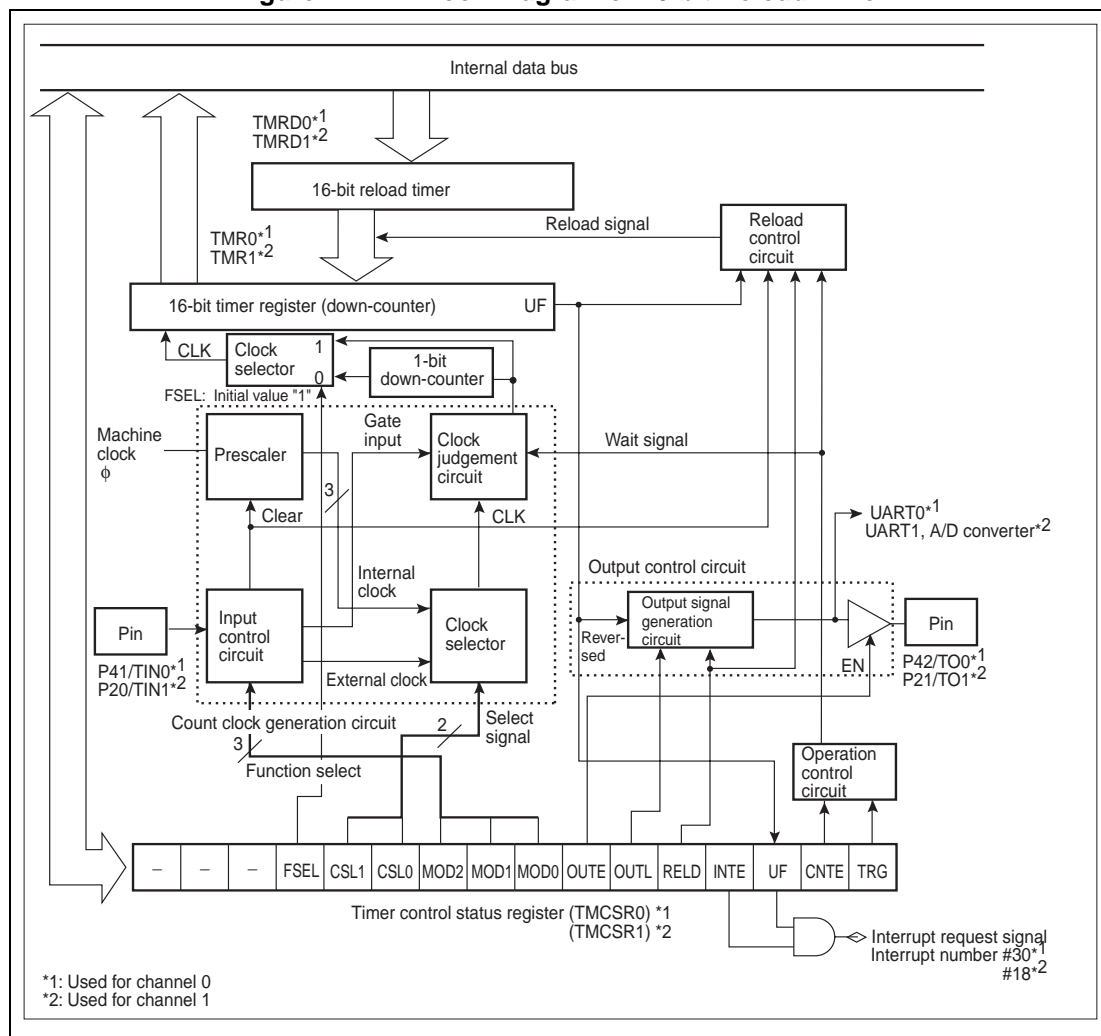 Internal data bus
TMRD0*1
TMRD1*2
16-bit reload timer
Reload signal
Reload
control
circuit
TMR0*1
TMR1*2
16-bit timer register (down-counter)
UF
CLK
Clock
selector
1
0
1-bit
down-counter
FSEL: Initial value "1"
Machine
clock
ϕ
Prescaler
Gate
input
Clock
judgement
circuit
Wait signal
3
Clear
CLK
UART0*1
UART1, A/D converter*2
Internal
clock
Output control circuit
Pin
P41/TIN0*1
P20/TIN1*2
Input
control
circuit
Clock
selector
External clock
Rever-
sed
Output signal
generation
circuit
EN
Pin
P42/TO0*1
P21/TO1*2
Count clock generation circuit
3
Function select
2
Select
signal
Operation
control
circuit
– – – FSEL CSL1 CSL0 MOD2 MOD1 MOD0 OUTE OUTL RELD INTE UF CNTE TRG
Timer control status register (TMCSR0) *1
(TMCSR1) *2
Interrupt request signal
Interrupt number #30*1
#18*2
*1: Used for channel 0
*2: Used for channel 1